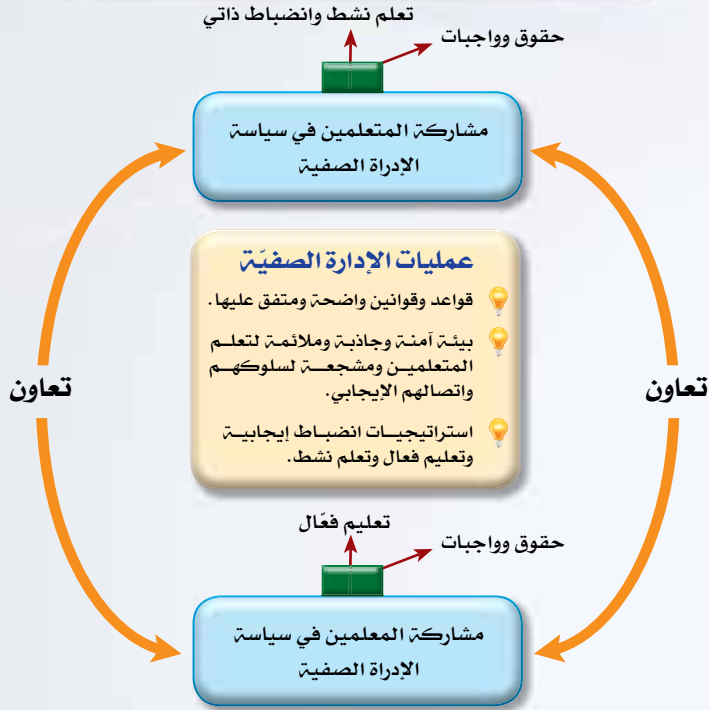 تعلم نشط وانضباط ذاتي
حقوق وواجبات
مشاركة المتعلمين في سياسة
الإدراة الصفية
عمليات الإدارة الصفيّة
قواعد وقوانين واضحة ومتفق عليها.
بيئة آمنة وجاذبة وملائمة لتعلم
المتعلمين ومشجعة لسلوكهم
واتصالهم الإيجابي.
استراتيجيات انضباط إيجابية
وتعليم فعال وتعلم نشط.
تعاون
تعاون
تعليم فعّال
حقوق وواجبات
مشاركة المعلمين في سياسة
الإدراة الصفية